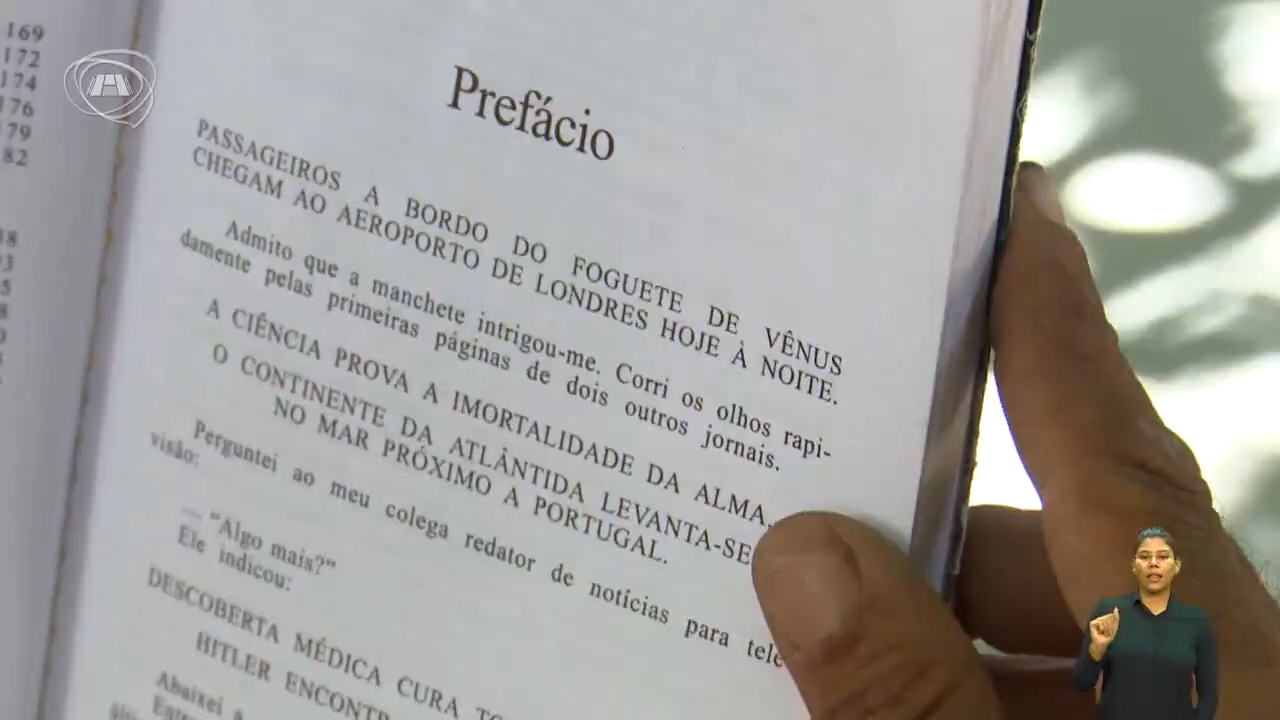 169
172
174
176
179
82
Prefácio
PASSAGEIROS A BORDO DO FOGUETE DE VÊNUS
CHEGAM AO AEROPORTO DE LONDRES HOJE À NOITE.
Admito que a manchete intrigou-me. Corri os olhos rapi-
damente pelas primeiras páginas de dois outros jornais.
A CIÊNCIA PROVA A IMORTALIDADE DA ALMA.
O CONTINENTE DA ATLÂNTIDA LEVANTA-SE
NO MAR PRÓXIMO A PORTUGAL.
Perguntei ao meu colega redator de notícias para tele
visão:
— "Algo mais?"
Ele indicou:
DESCOBERTA MÉDICA CURA
HITLER
Abaixei